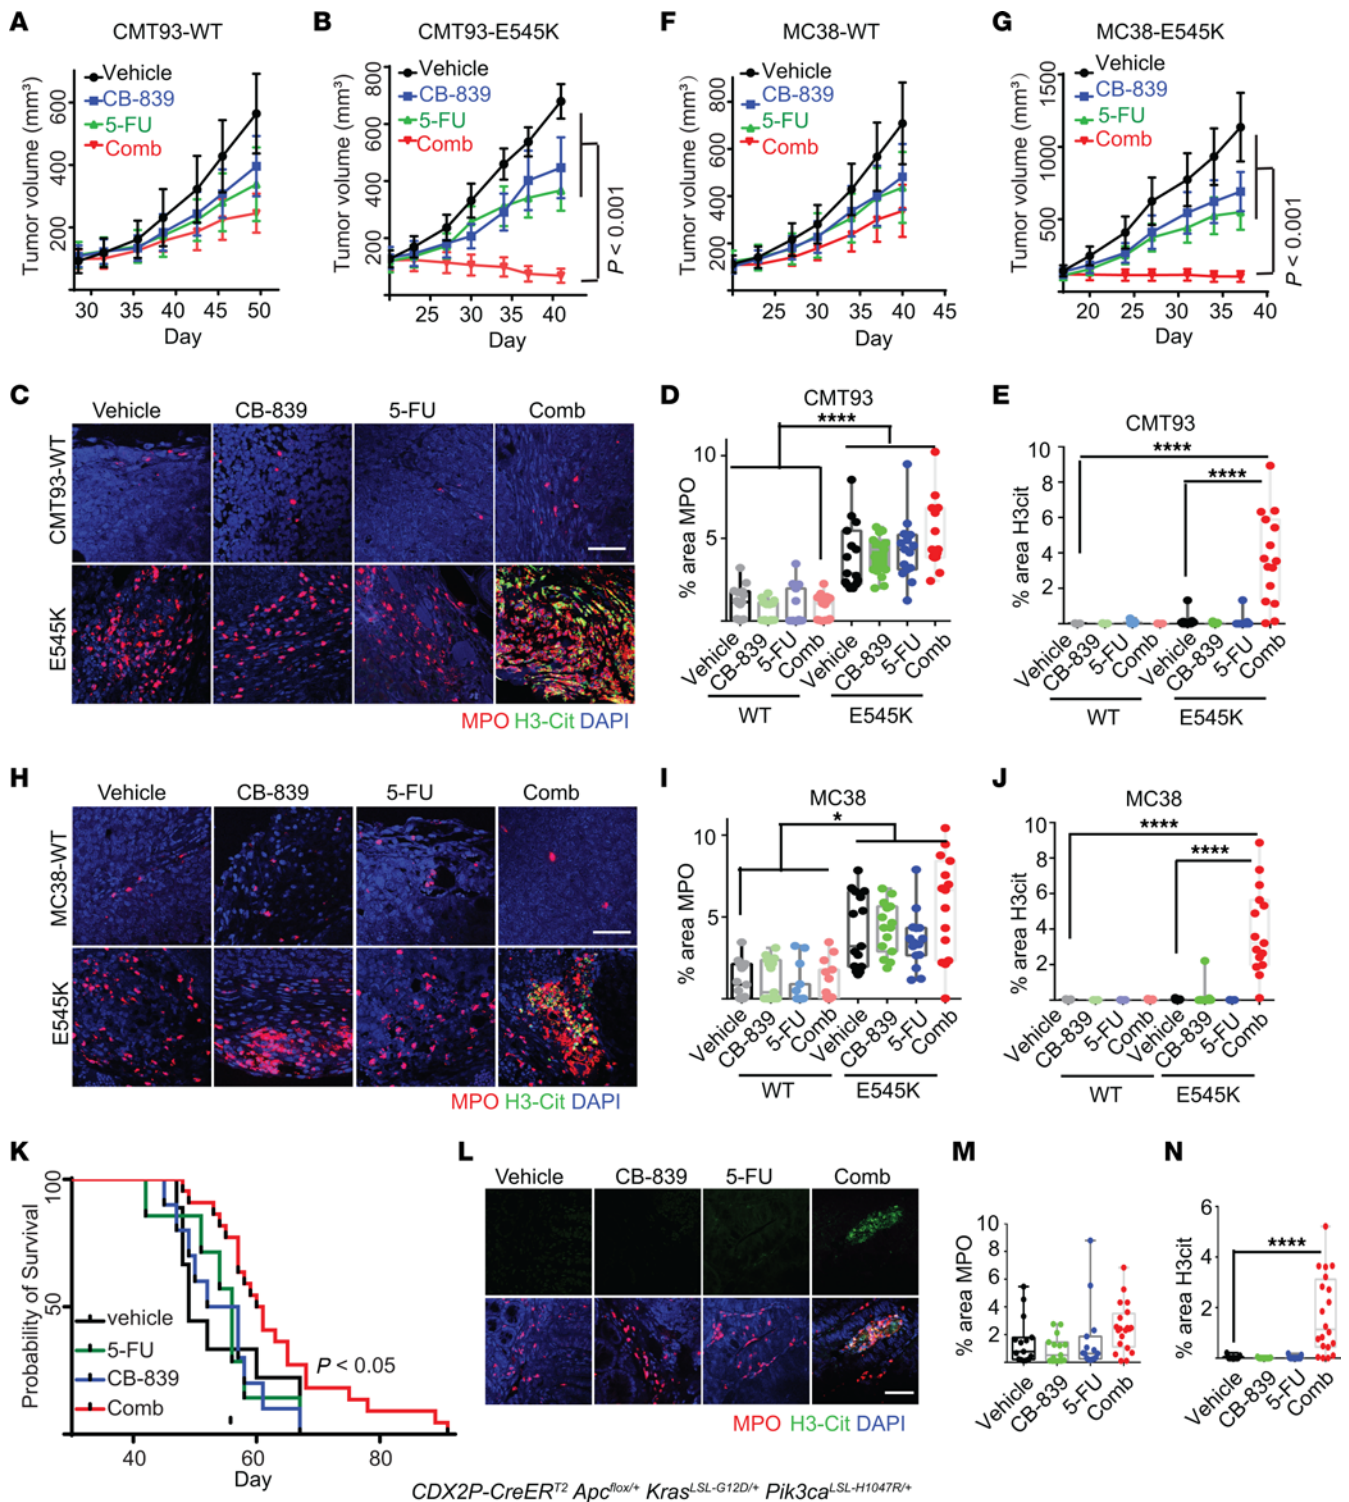 A
CMT93-WT
Tumor volume (mm³)
600
400
200
Vehicle
CB-839
5-FU
Comb
30 35 40 45 50
Day
B
CMT93-E545K
Tumor volume (mm³)
800
600
400
200
Vehicle
CB-839
5-FU
Comb
P < 0.001
25 30 35 40
Day
F
MC38-WT
Tumor volume (mm³)
800
600
400
200
Vehicle
CB-839
5-FU
Comb
25 30 35 40 45
Day
G
MC38-E545K
Tumor volume (mm³)
1500
1000
500
Vehicle
CB-839
5-FU
Comb
P < 0.001
20 25 30 35 40
Day
C
Vehicle CB-839 5-FU Comb
CMT93-WT
E545K
MPO H3-Cit DAPI
D
CMT93
****
% area MPO
10
5
Vehicle CB-839 5-FU Comb Vehicle CB-839 5-FU Comb
WT E545K
E
CMT93
****
****
% area H3cit
10
8
6
4
2
Vehicle CB-839 5-FU Comb Vehicle CB-839 5-FU Comb
WT E545K
H
Vehicle CB-839 5-FU Comb
MC38-WT
E545K
MPO H3-Cit DAPI
I
MC38
*
% area MPO
10
5
Vehicle CB-839 5-FU Comb Vehicle CB-839 5-FU Comb
WT E545K
J
MC38
****
****
% area H3cit
10
8
6
4
2
Vehicle CB-839 5-FU Comb Vehicle CB-839 5-FU Comb
WT E545K
K
Probability of Survival
100
50
vehicle
5-FU
CB-839
Comb
P < 0.05
40 60 80
Day
L
Vehicle CB-839 5-FU Comb
MPO H3-Cit DAPI
M
% area MPO
10
8
6
4
2
Vehicle CB-839 5-FU Comb
N
****
% area H3cit
6
4
2
Vehicle CB-839 5-FU Comb
CDX2P-CreERT2 Apcflox/+ KrasLSL-G12D/+ Pik3caLSL-H1047R/+